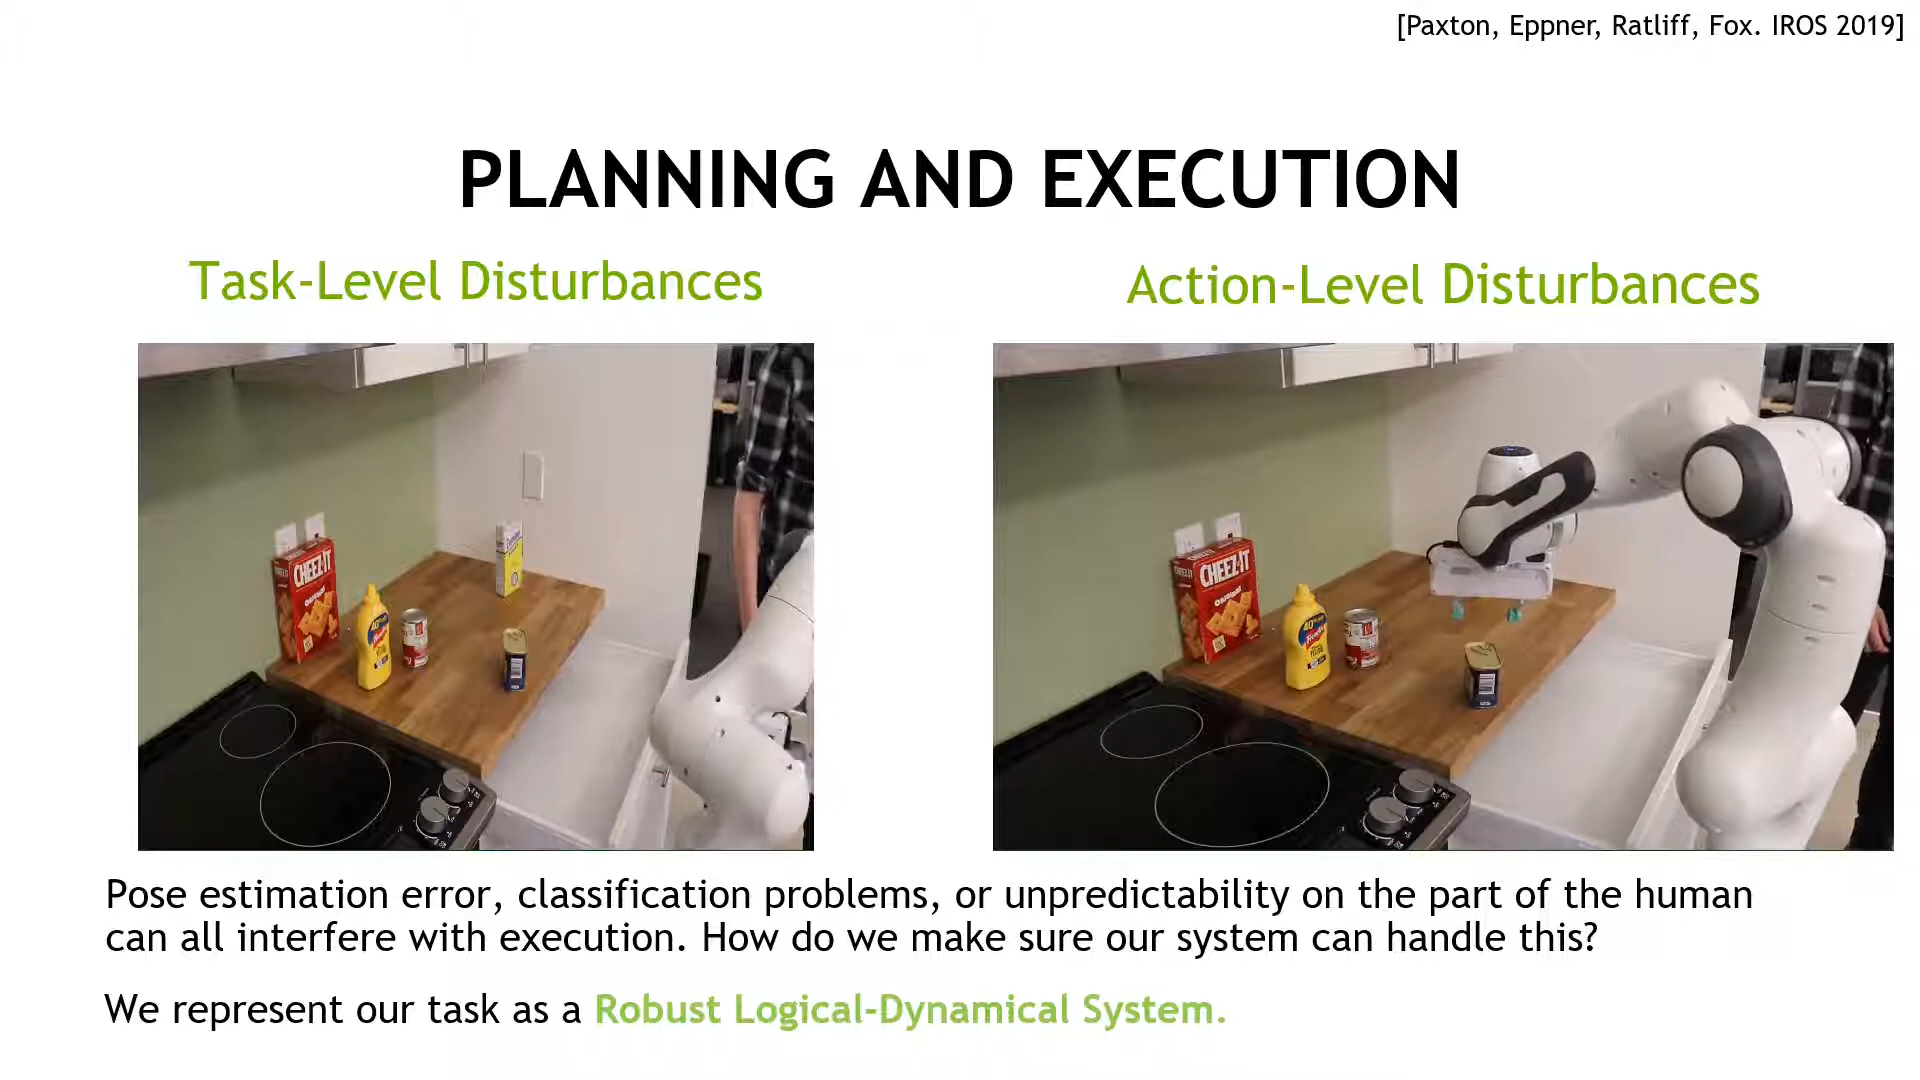 [Paxton, Eppner, Ratliff, Fox. IROS 2019]
PLANNING AND EXECUTION
Task-Level Disturbances
Action-Level Disturbances
CHEEZ-IT
CHEEZ-IT
Pose estimation error, classification problems, or unpredictability on the part of the human
can all interfere with execution. How do we make sure our system can handle this?
We represent our task as a Robust Logical-Dynamical System.